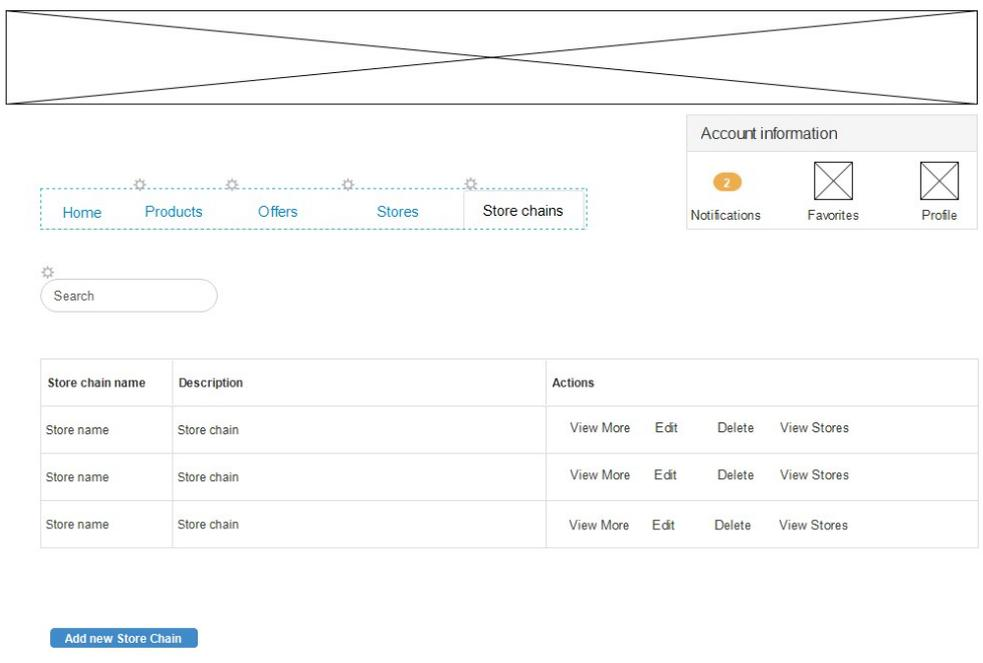 Account information
2
Notifications Favorites Profile
Home Products Offers Stores Store chains
Search
Store chain name Description Actions
Store name Store chain View More Edit Delete View Stores
Store name Store chain View More Edit Delete View Stores
Store name Store chain View More Edit Delete View Stores
Add new Store Chain